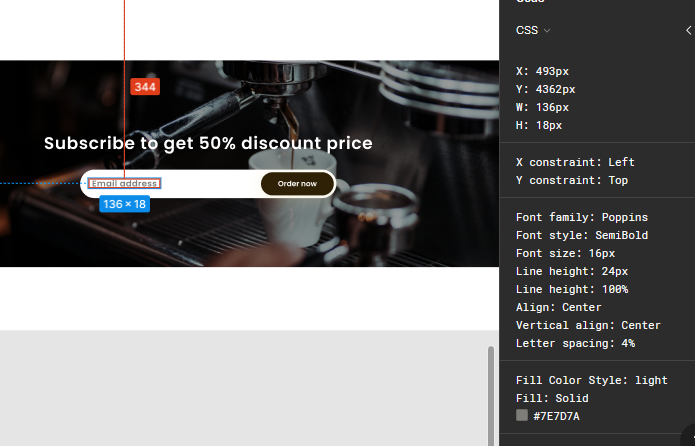 CSS
344
Subscribe to get 50% discount price
Email address
Order now
136 × 18
X: 493px
Y: 4362px
W: 136px
H: 18px
X constraint: Left
Y constraint: Top
Font family: Poppins
Font style: SemiBold
Font size: 16px
Line height: 24px
Line height: 100%
Align: Center
Vertical align: Center
Letter spacing: 4%
Fill Color Style: light
Fill: Solid
#7E7D7A